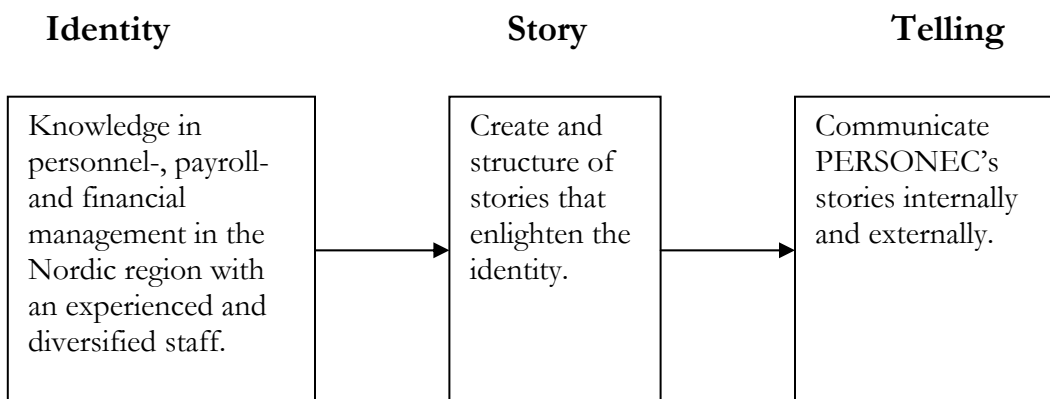 Identity
Story
Telling
Knowledge in
personnel-, payroll-
and financial
management in the
Nordic region with
an experienced and
diversified staff.
Create and
structure of
stories that
enlighten the
identity.
Communicate
PERSONEC’s
stories internally
and externally.